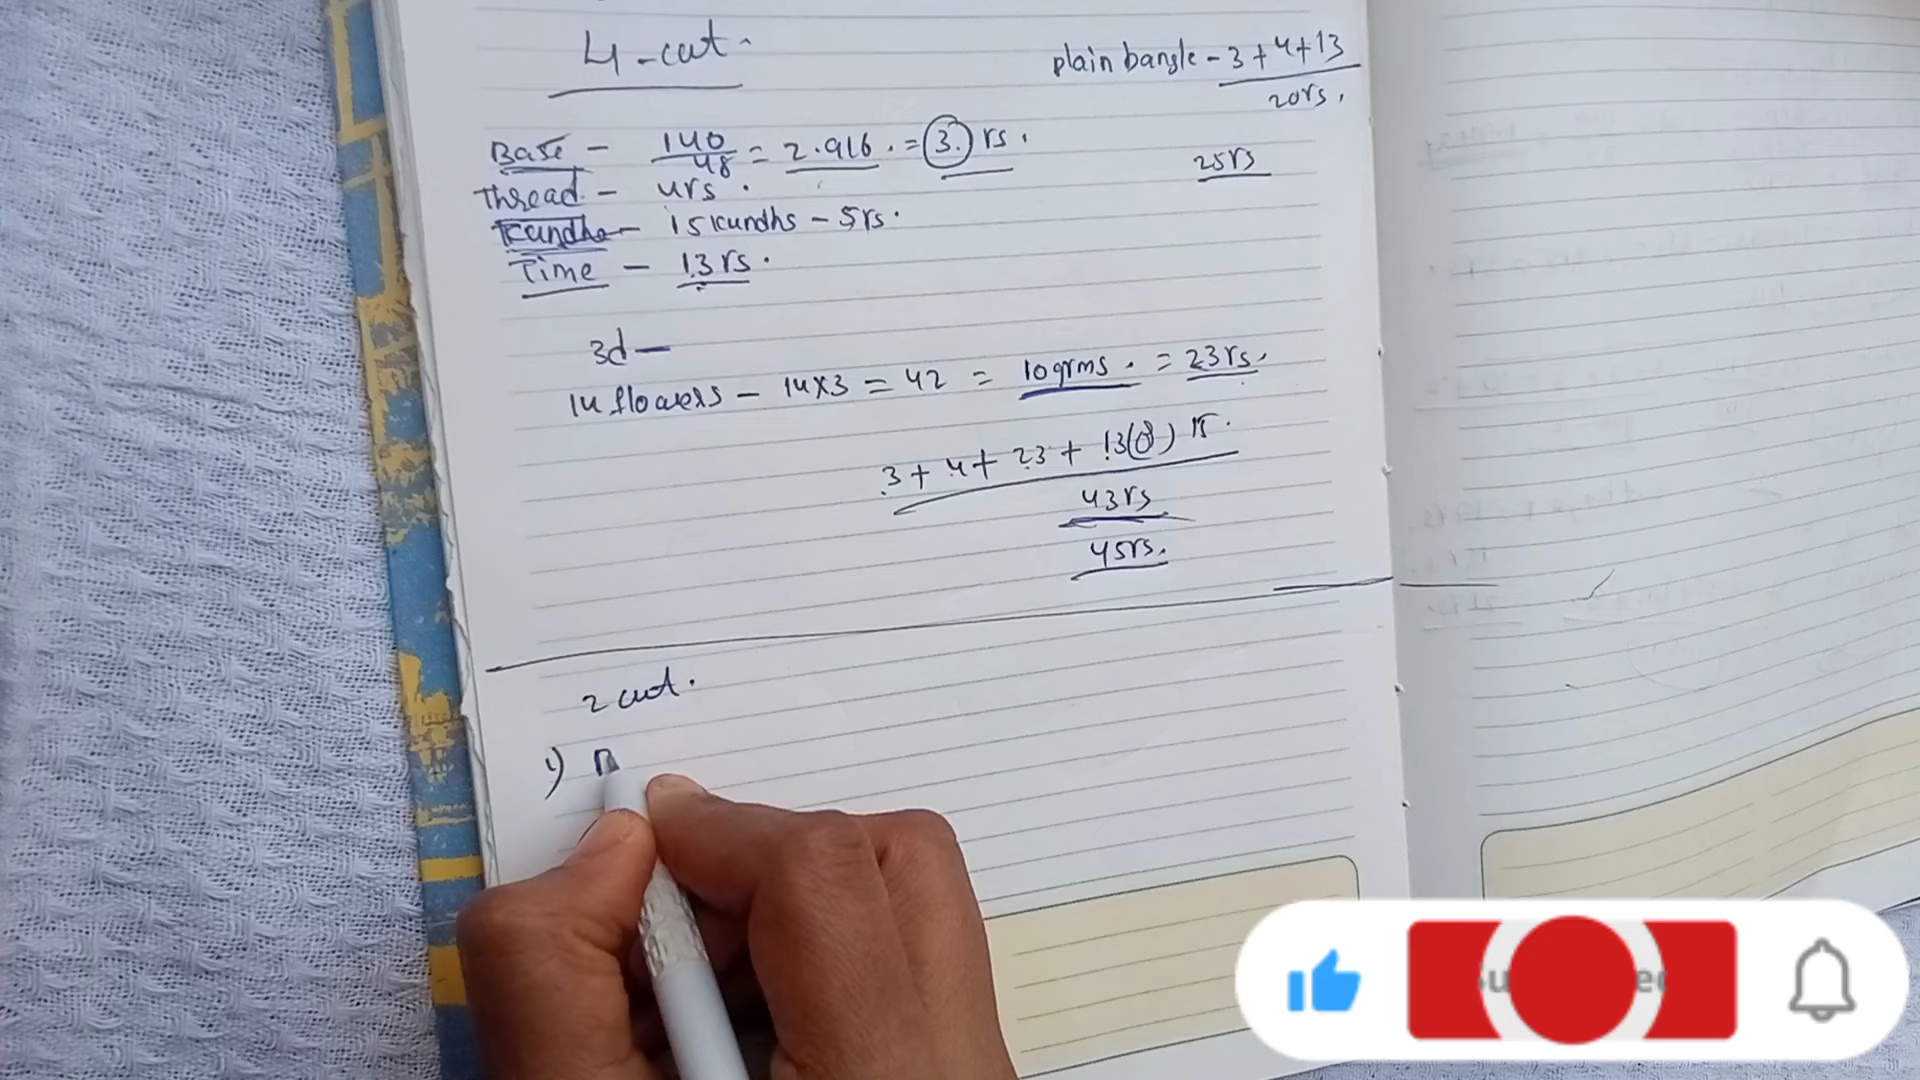 4-cut
plain bangle - 3+4+13
20rs.
Base - 140/48 = 2.916. = 3. rs.
25rs
Thread - 4rs.
Kundhs - 15 kundhs - 5rs.
Time - 13rs.
3d -
14 flowers - 14x3 = 42 = 10grms. = 23rs.
3+4+23+13(0)
43rs
45rs.
2 cut.
1)